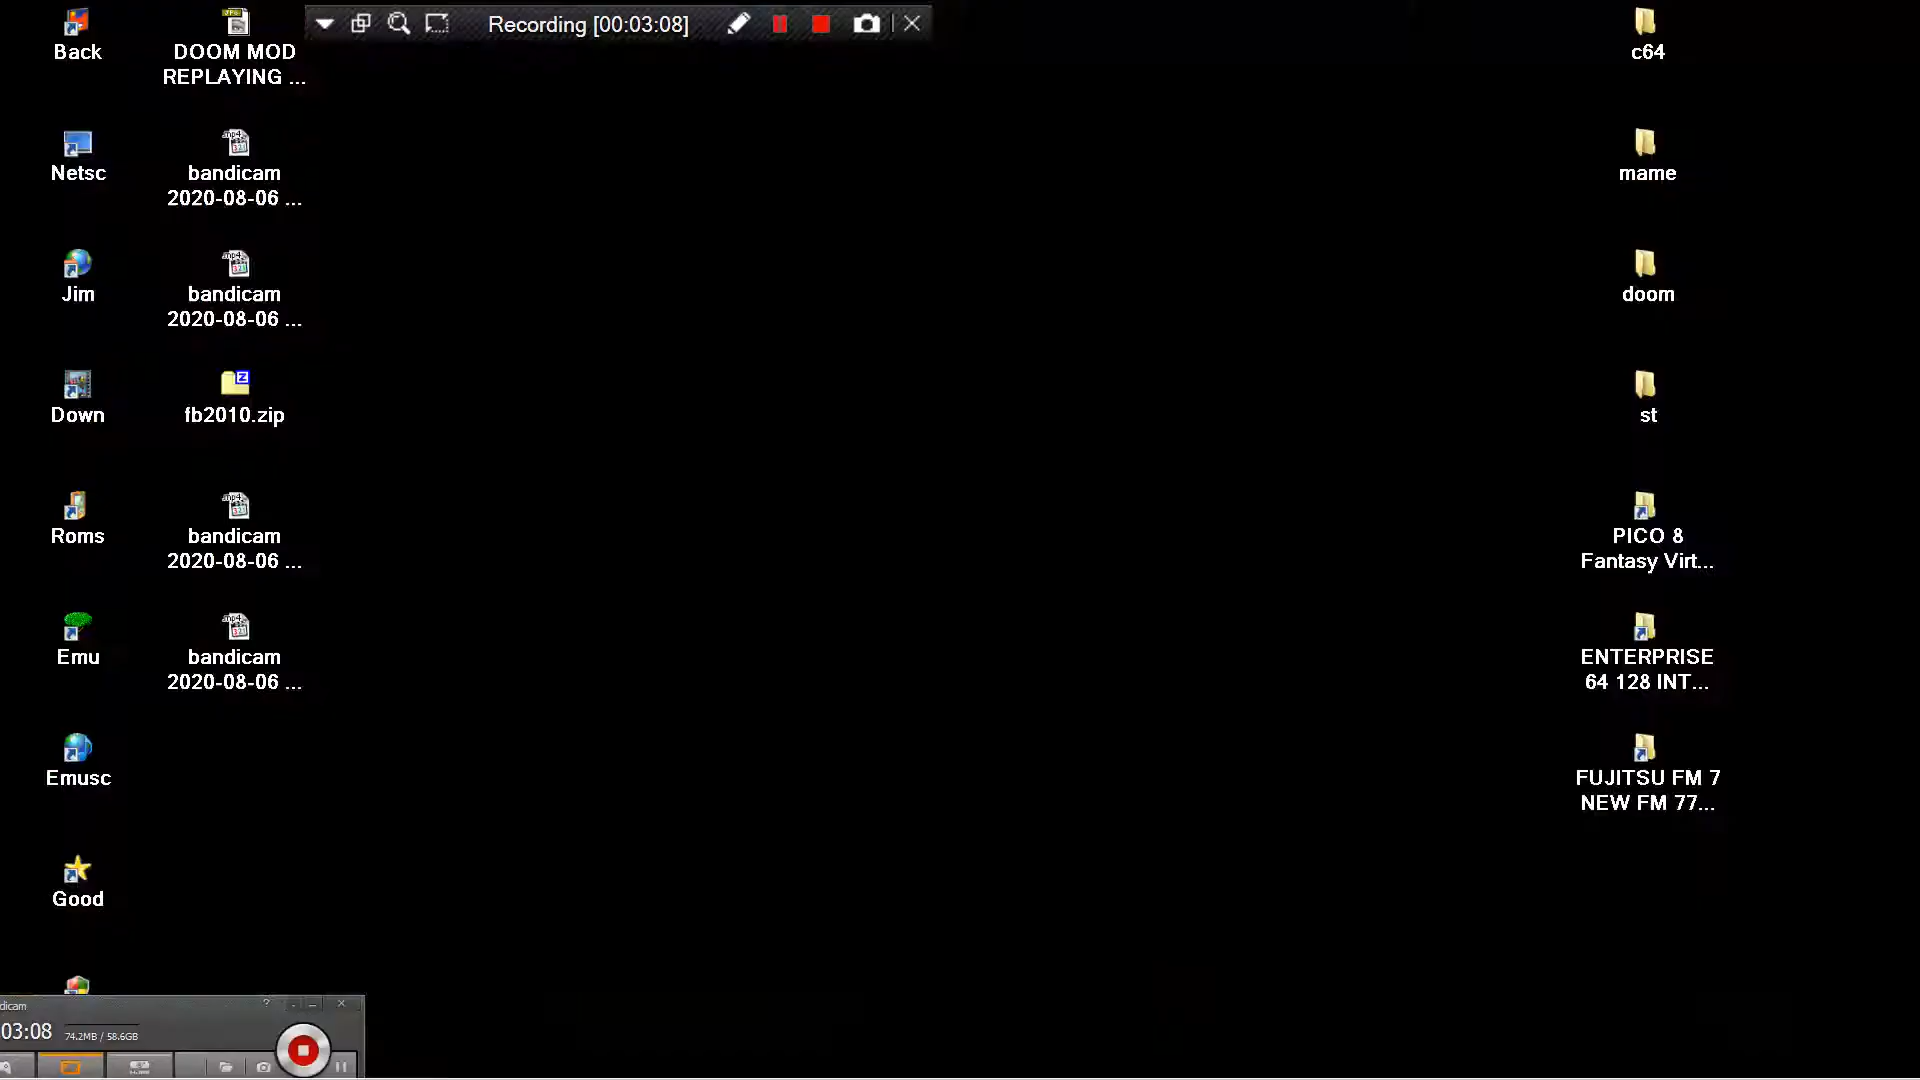 Recording [00:03:08]
Back
DOOM MOD
REPLAYING ...
c64
Netsc
bandicam
2020-08-06 ...
mame
Jim
bandicam
2020-08-06 ...
doom
Down
fb2010.zip
st
Roms
bandicam
2020-08-06 ...
PICO 8
Fantasy Virt...
Emu
bandicam
2020-08-06 ...
ENTERPRISE
64 128 INT...
Emusc
FUJITSU FM 7
NEW FM 77...
Good
dicam
03:08
74.2MB / 58.6GB